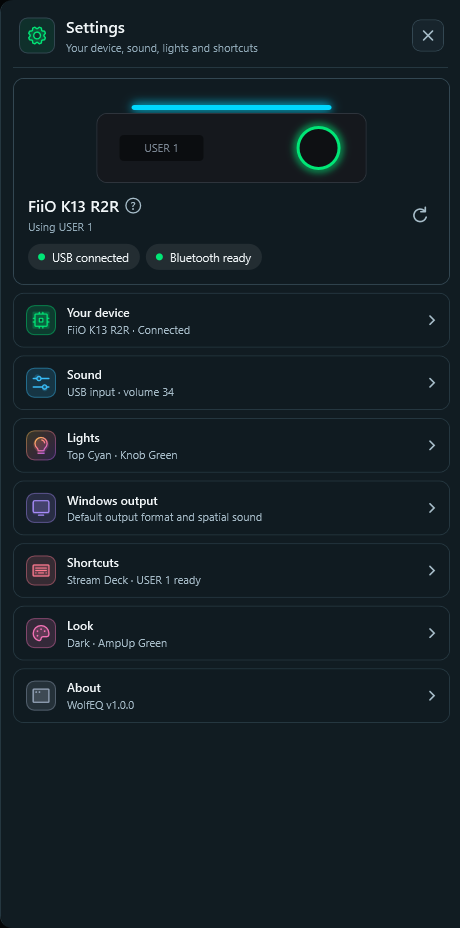 Settings
Your device, sound, lights and shortcuts
USER 1
FiiO K13 R2R
Using USER 1
USB connected
Bluetooth ready
Your device
FiiO K13 R2R · Connected
Sound
USB input · volume 34
Lights
Top Cyan · Knob Green
Windows output
Default output format and spatial sound
Shortcuts
Stream Deck · USER 1 ready
Look
Dark · AmpUp Green
About
WolfEQ v1.0.0